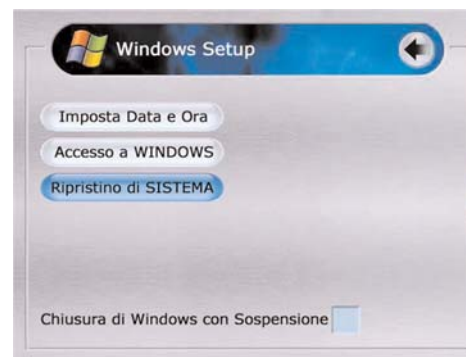 Windows Setup
Imposta Data e Ora
Accesso a WINDOWS
Ripristino di SISTEMA
Chiusura di Windows con Sospensione